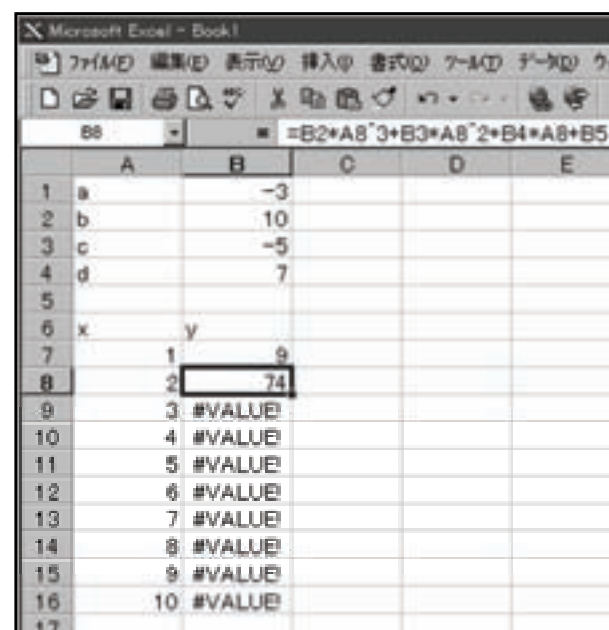 Microsoft Excel - Book1
ファイル(F) 編集(E) 表示(V) 挿入(I) 書式(O) ツール(T) データ(D) ウ
B8 = =B2*A8^3+B3*A8^2+B4*A8+B5
A B C D E
1 a -3
2 b 10
3 c -5
4 d 7
5
6 x y
7 1 9
8 2 74
9 3 #VALUE!
10 4 #VALUE!
11 5 #VALUE!
12 6 #VALUE!
13 7 #VALUE!
14 8 #VALUE!
15 9 #VALUE!
16 10 #VALUE!
17